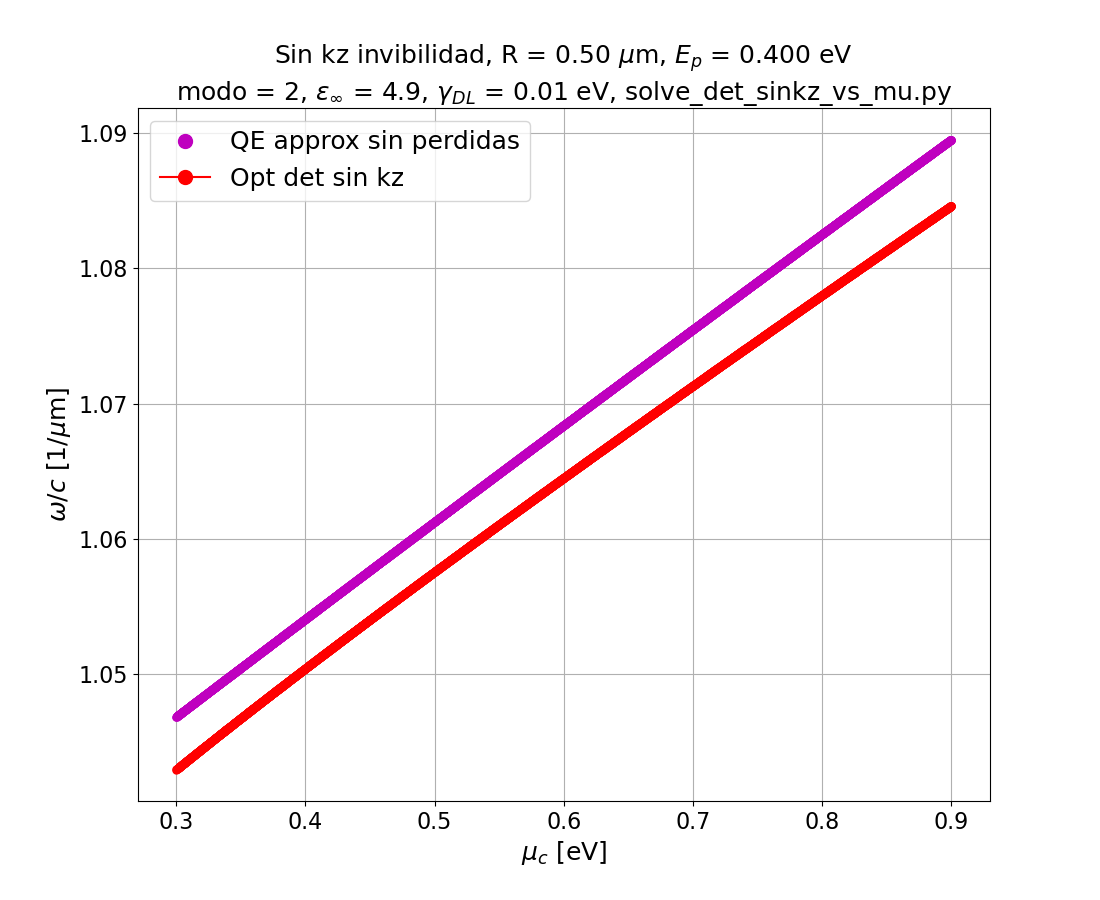 Sin kz invibilidad, R = 0.50 μm, E_p = 0.400 eV
modo = 2, ε_∞ = 4.9, γ_DL = 0.01 eV, solve_det_sinkz_vs_mu.py
QE approx sin perdidas
Opt det sin kz
1.09
1.08
1.07
1.06
1.05
ω/c [1/μm]
0.3 0.4 0.5 0.6 0.7 0.8 0.9
μ_c [eV]